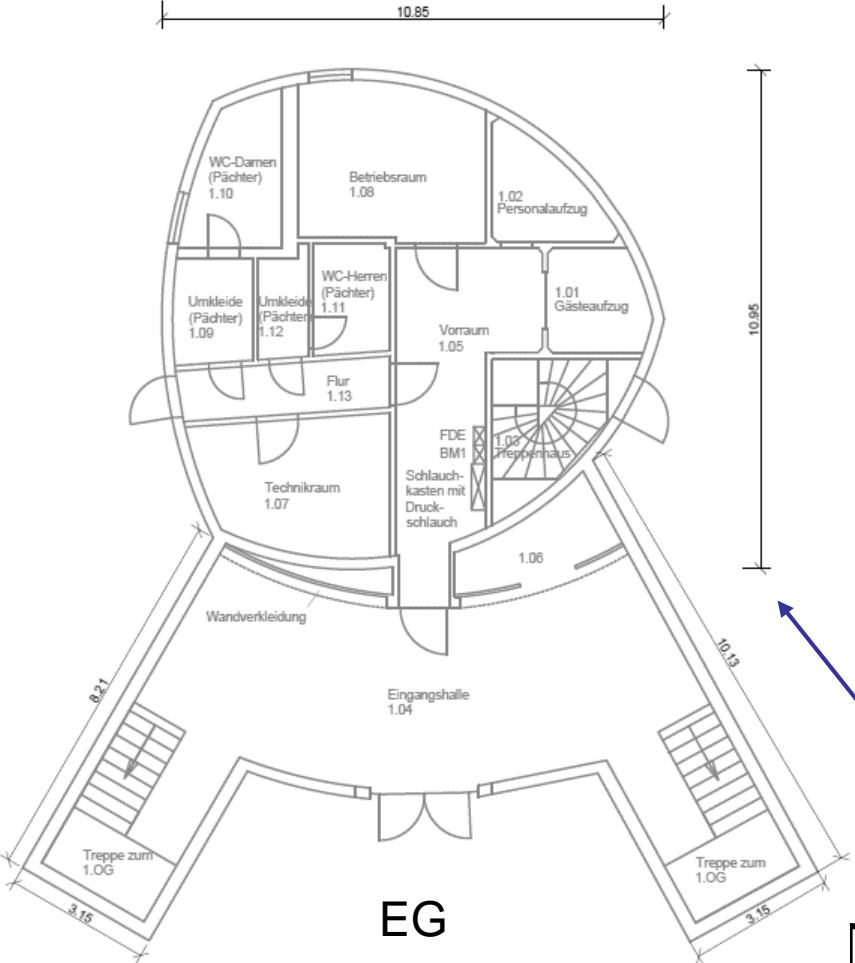 10.85
WC-Damen
(Pächter)
1.10
Betriebsraum
1.08
1.02
Personalaufzug
10.95
Umkleide
(Pächter)
1.09
Umkleide
(Pächter
1.12
WC-Herren
(Pächter)
1.11
1.01
Gästeaufzug
Vorraum
1.05
Flur
1.13
FDE
BM1
1.03
Treppenhaus
Technikraum
1.07
Schlauch-
kasten mit
Druck-
schlauch
1.06
Wandverkleidung
8.21
10.13
Eingangshalle
1.04
Treppe zum
1.OG
Treppe zum
1.OG
3.15
EG
3.15